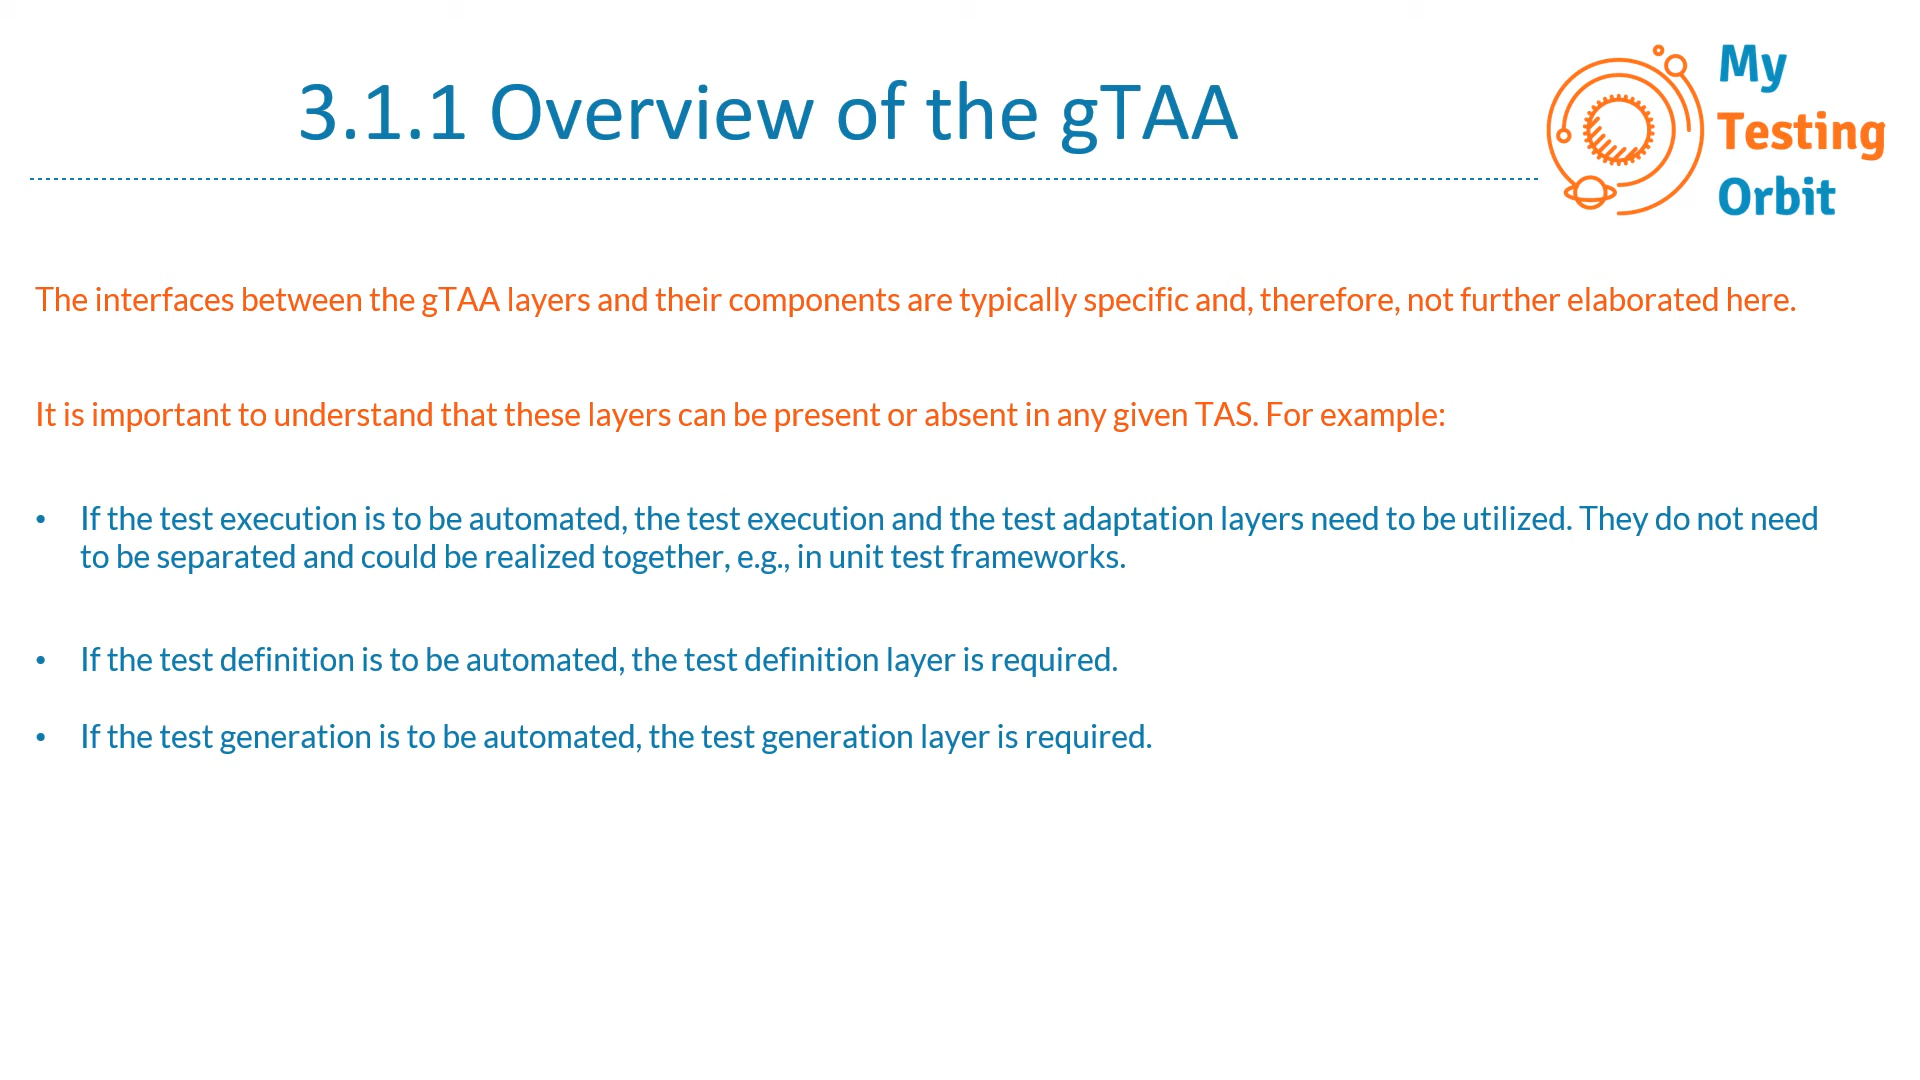 3.1.1 Overview of the gTAA
My
Testing
Orbit
The interfaces between the gTAA layers and their components are typically specific and, therefore, not further elaborated here.
It is important to understand that these layers can be present or absent in any given TAS. For example:
• If the test execution is to be automated, the test execution and the test adaptation layers need to be utilized. They do not need
to be separated and could be realized together, e.g., in unit test frameworks.
• If the test definition is to be automated, the test definition layer is required.
• If the test generation is to be automated, the test generation layer is required.